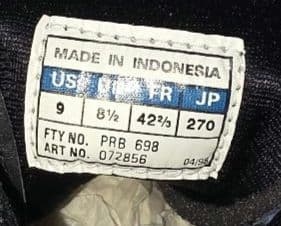 MADE IN INDONESIA
US FR JP
9 8½ 42⅔ 270
FTY NO. PRB 698
ART NO. 072856 04/98